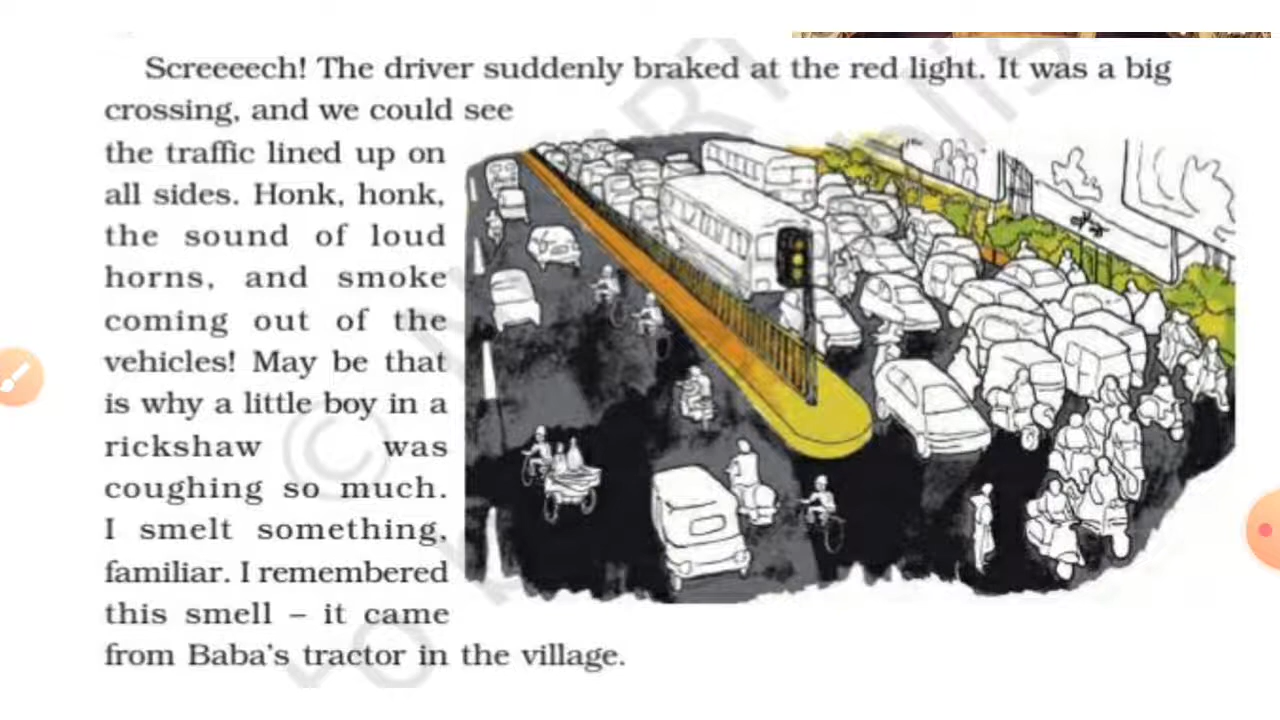 Screeeech! The driver suddenly braked at the red light. It was a big
crossing, and we could see
the traffic lined up on
all sides. Honk, honk,
the sound of loud
horns, and smoke
coming out of the
vehicles! May be that
is why a little boy in a
rickshaw was
coughing so much.
I smelt something,
familiar. I remembered
this smell – it came
from Baba's tractor in the village.